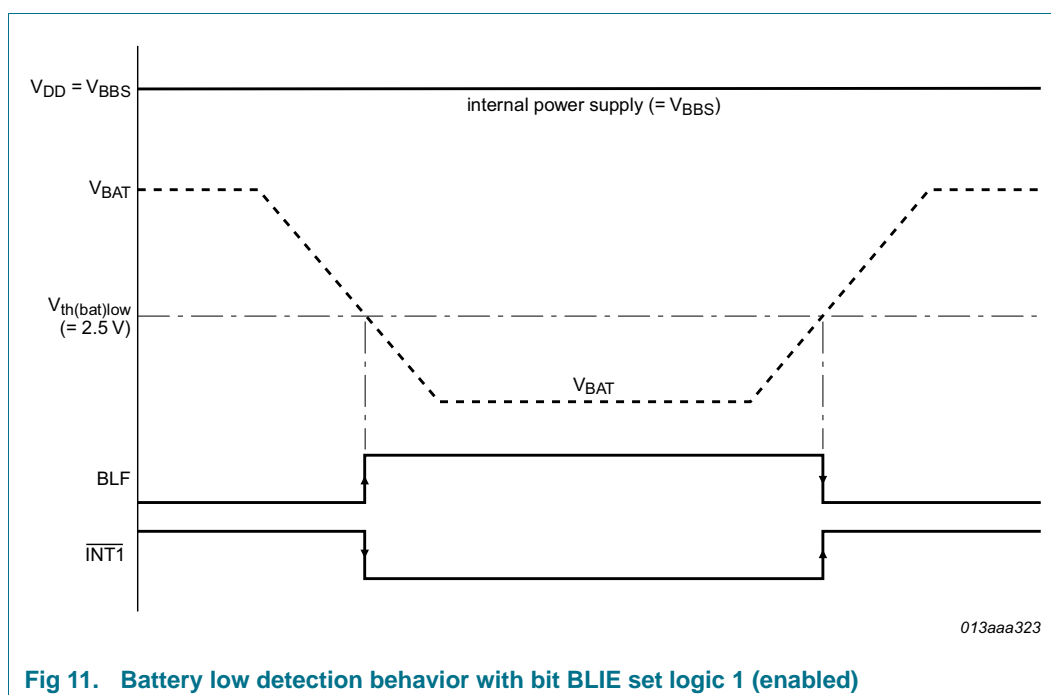 VDD = VBBS
internal power supply (= VBBS)
VBAT
Vth(bat)low
(= 2.5 V)
VBAT
BLF
INT1
013aaa323
Fig 11. Battery low detection behavior with bit BLIE set logic 1 (enabled)